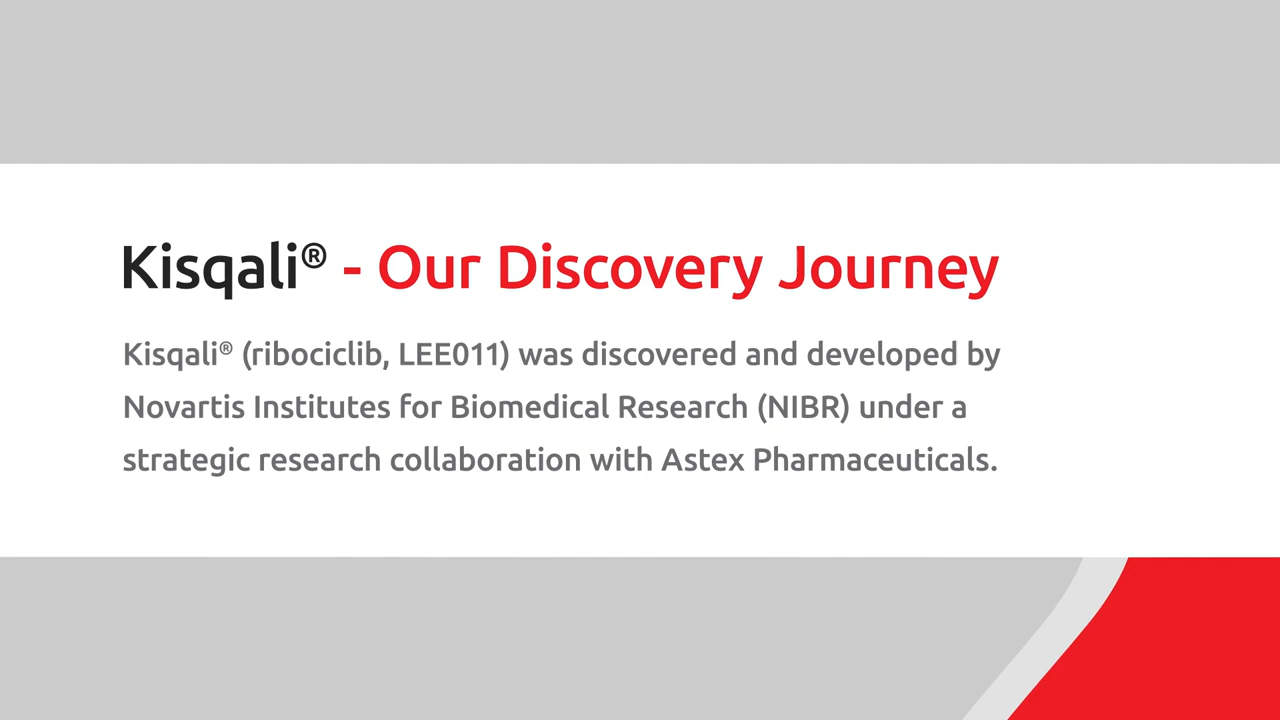 Kisqali® - Our Discovery Journey
Kisqali® (ribociclib, LEE011) was discovered and developed by
Novartis Institutes for Biomedical Research (NIBR) under a
strategic research collaboration with Astex Pharmaceuticals.